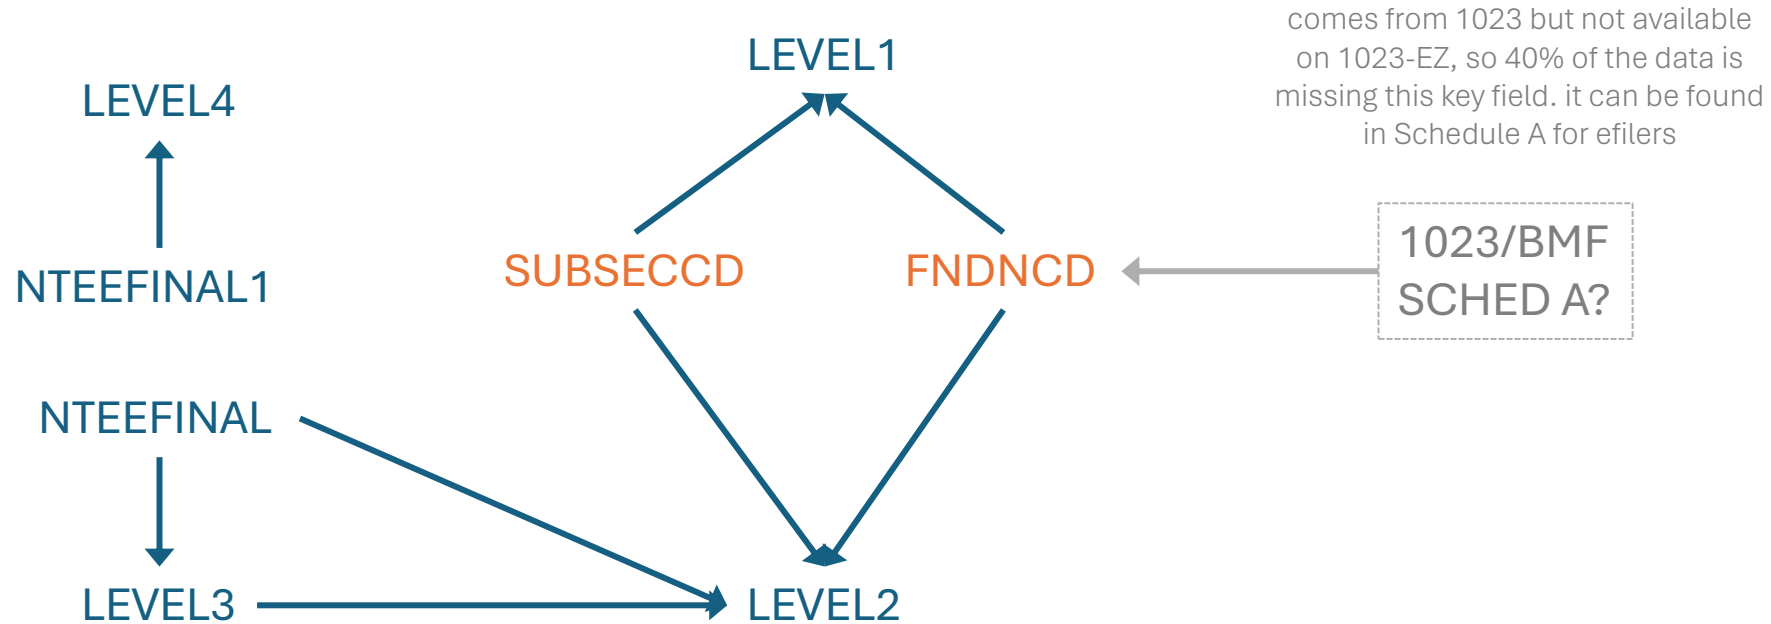 comes from 1023 but not available
on 1023-EZ, so 40% of the data is
missing this key field. it can be found
in Schedule A for efilers
LEVEL1
LEVEL4
SUBSECCD
FNDNCD
1023/BMF
SCHED A?
NTEEFINAL1
NTEEFINAL
LEVEL3
LEVEL2